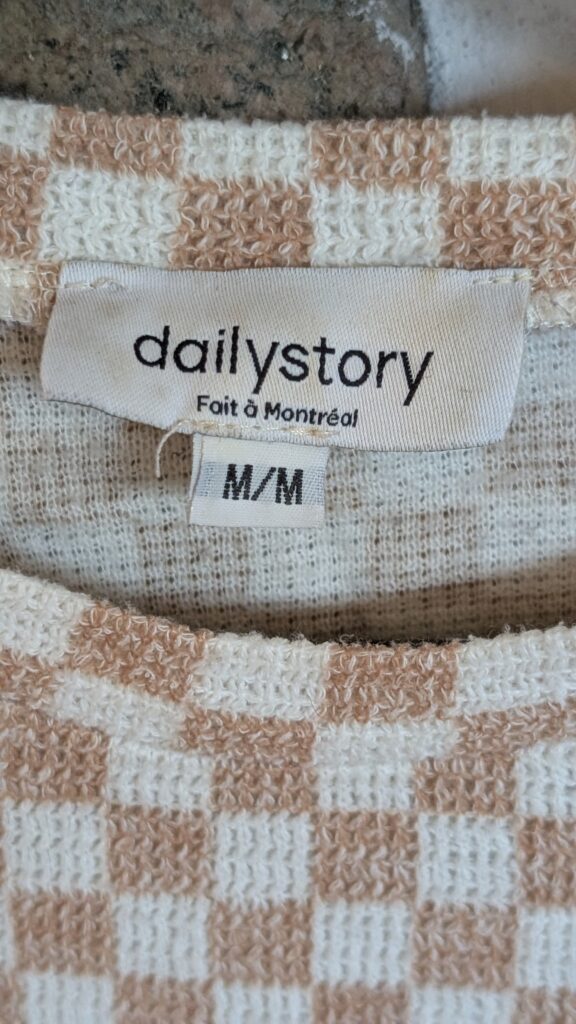 dailystory
Fait à Montréal
M/M